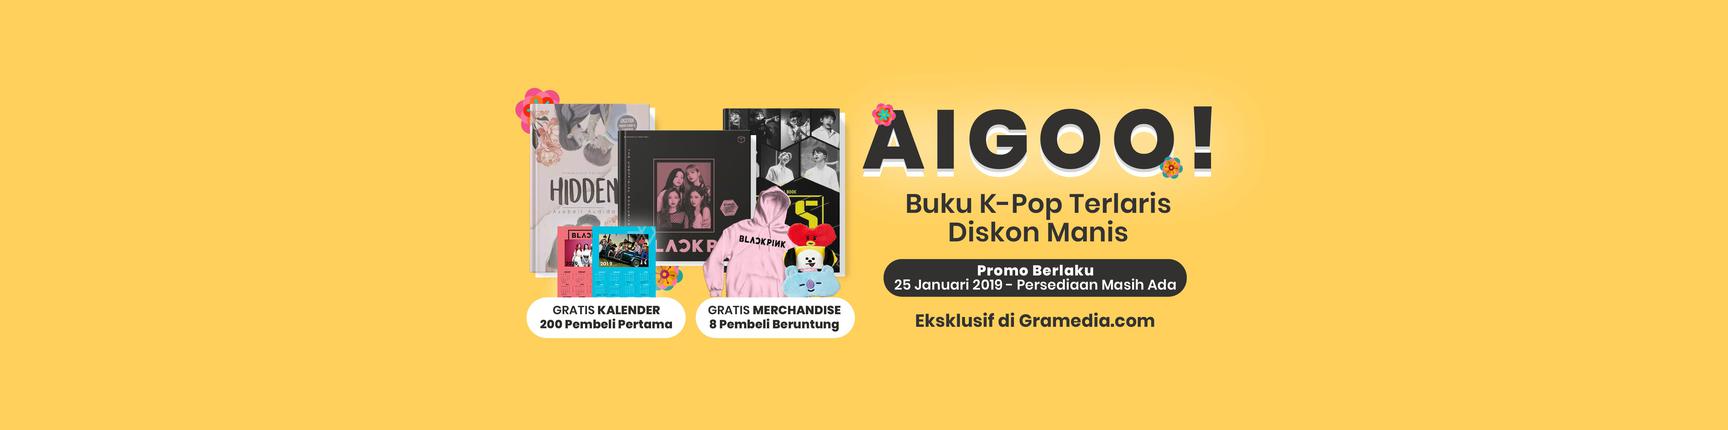 HIDDEN
BLACKPINK
2019
GRATIS KALENDER
200 Pembeli Pertama
GRATIS MERCHANDISE
8 Pembeli Beruntung
AIGOO!
Buku K-Pop Terlaris
Diskon Manis
Promo Berlaku
25 Januari 2019 - Persediaan Masih Ada
Eksklusif di Gramedia.com